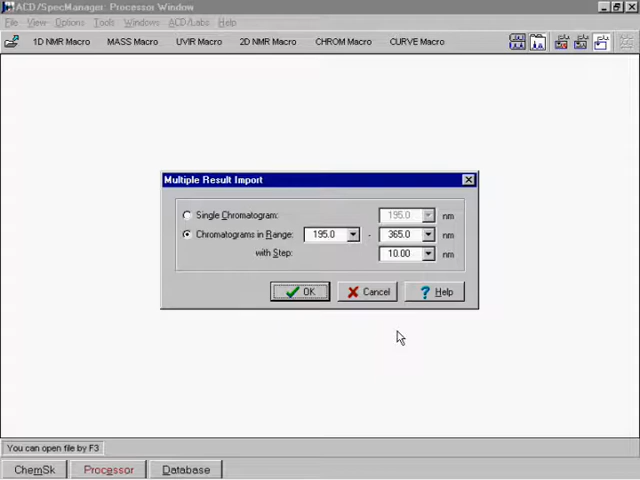 ACD/SpecManager: Processor Window
File View Options Tools Windows ACD/Labs Help
1D NMR Macro MASS Macro UVIR Macro 2D NMR Macro CHROM Macro CURVE Macro
Multiple Result Import
Single Chromatogram: 195.0 nm
Chromatograms in Range: 195.0 - 365.0 nm
with Step: 10.00 nm
OK Cancel Help
You can open file by F3
ChemSk Processor Database